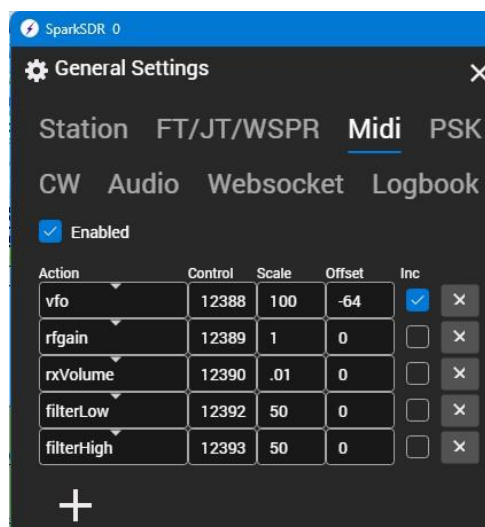 SparkSDR 0
General Settings
Station FT/JT/WSPR Midi PSK
CW Audio Websocket Logbook
Enabled
Action Control Scale Offset Inc
vfo 12388 100 -64
rfgain 12389 1 0
rxVolume 12390 .01 0
filterLow 12392 50 0
filterHigh 12393 50 0